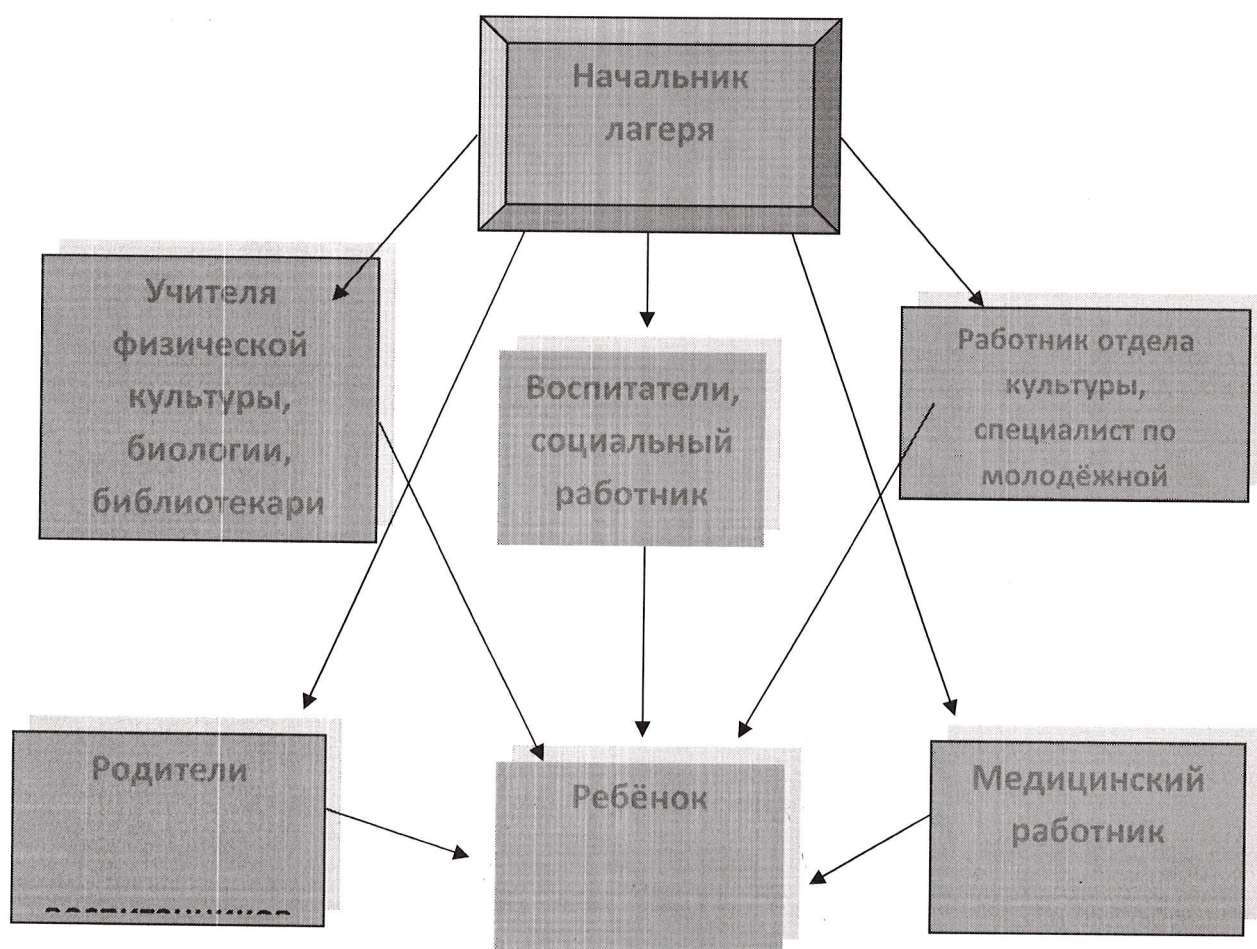 Начальник
лагеря
Учителя
физической
культуры,
биологии,
библиотекари
Воспитатели,
социальный
работник
Работник отдела
культуры,
специалист по
молодёжной
Родители
Ребёнок
Медицинский
работник